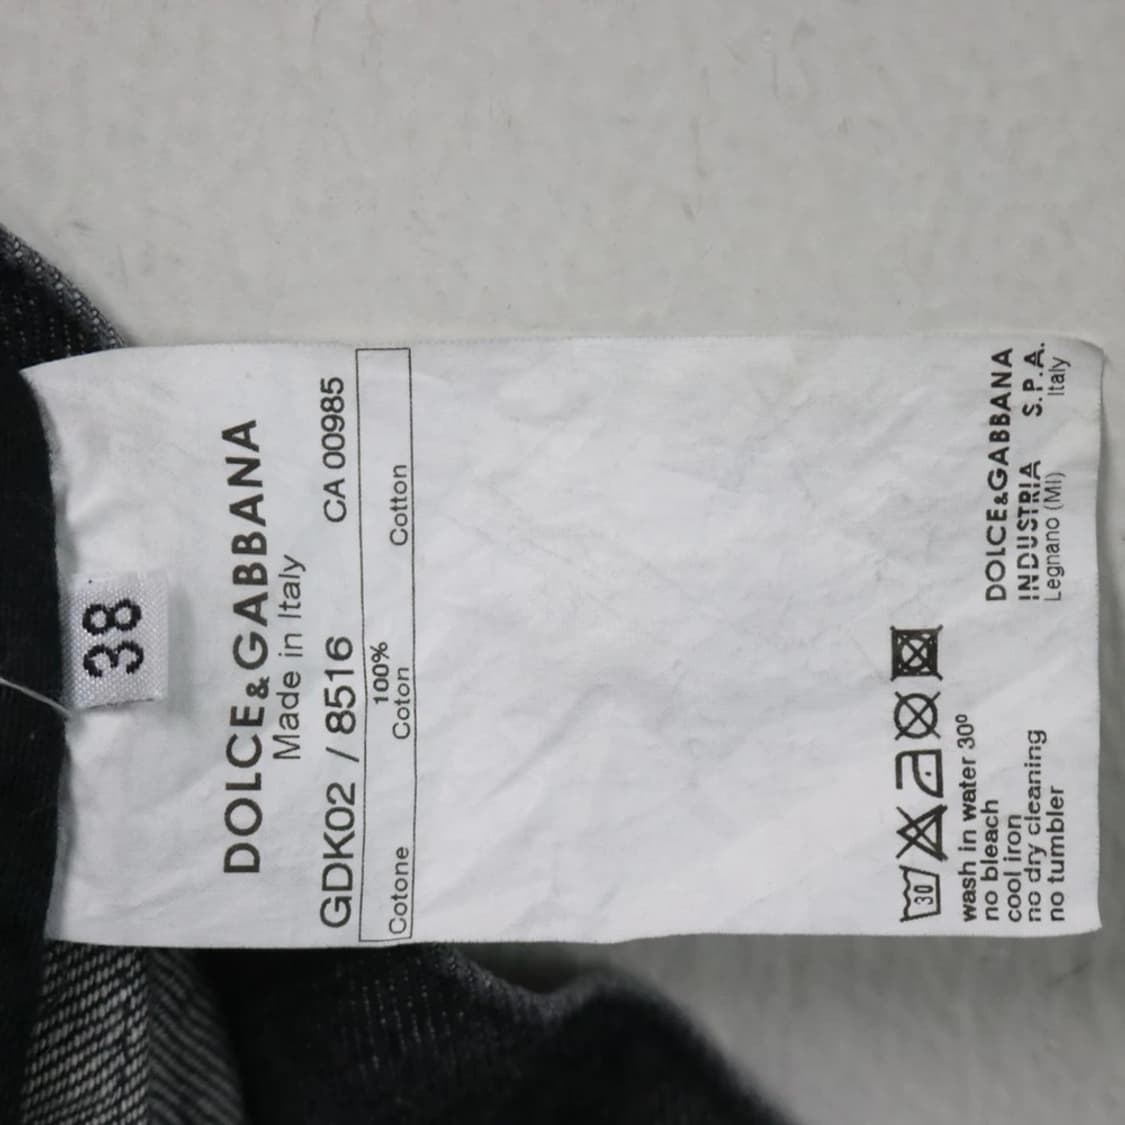 38
DOLCE&GABBANA
Made in Italy
GDK02 / 8516 CA 00985
100%
Cotone Coton Cotton
30
wash in water 30º
no bleach
cool iron
no dry cleaning
no tumbler
DOLCE&GABBANA
INDUSTRIA S.P.A.
Legnano (MI) Italy